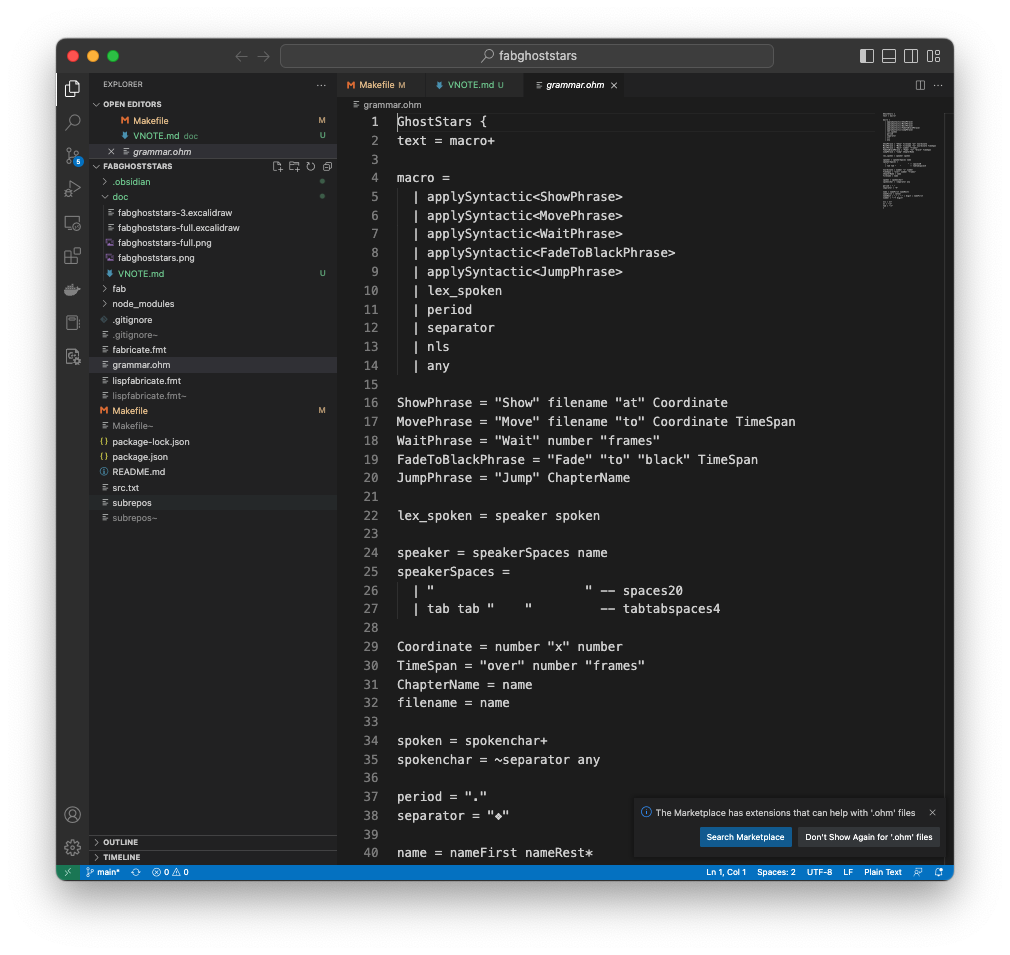 fabghoststars
EXPLORER
OPEN EDITORS
Makefile M
VNOTE.md doc U
grammar.ohm
FABGHOSTSTARS
.obsidian
doc
fabghoststars-3.excalidraw
fabghoststars-full.excalidraw
fabghoststars-full.png
fabghoststars.png
VNOTE.md U
fab
node_modules
.gitignore
.gitignore~
fabricate.fmt
grammar.ohm
lispfabricate.fmt
lispfabricate.fmt~
Makefile M
Makefile~
package-lock.json
package.json
README.md
src.txt
subrepos
subrepos~
OUTLINE
TIMELINE
5
Makefile M
VNOTE.md U
grammar.ohm
grammar.ohm
1 GhostStars {
2 text = macro+
3
4 macro =
5 | applySyntactic<ShowPhrase>
6 | applySyntactic<MovePhrase>
7 | applySyntactic<WaitPhrase>
8 | applySyntactic<FadeToBlackPhrase>
9 | applySyntactic<JumpPhrase>
10 | lex_spoken
11 | period
12 | separator
13 | nls
14 | any
15
16 ShowPhrase = "Show" filename "at" Coordinate
17 MovePhrase = "Move" filename "to" Coordinate TimeSpan
18 WaitPhrase = "Wait" number "frames"
19 FadeToBlackPhrase = "Fade" "to" "black" TimeSpan
20 JumpPhrase = "Jump" ChapterName
21
22 lex_spoken = speaker spoken
23
24 speaker = speakerSpaces name
25 speakerSpaces =
26 | "                    " -- spaces20
27 | tab tab "    "         -- tabtabspaces4
28
29 Coordinate = number "x" number
30 TimeSpan = "over" number "frames"
31 ChapterName = name
32 filename = name
33
34 spoken = spokenchar+
35 spokenchar = ~separator any
36
37 period = "."
38 separator = "❖"
39
40 name = nameFirst nameRest*
The Marketplace has extensions that can help with '.ohm' files
Search Marketplace
Don't Show Again for '.ohm' files
main* 0 0 Ln 1, Col 1 Spaces: 2 UTF-8 LF Plain Text